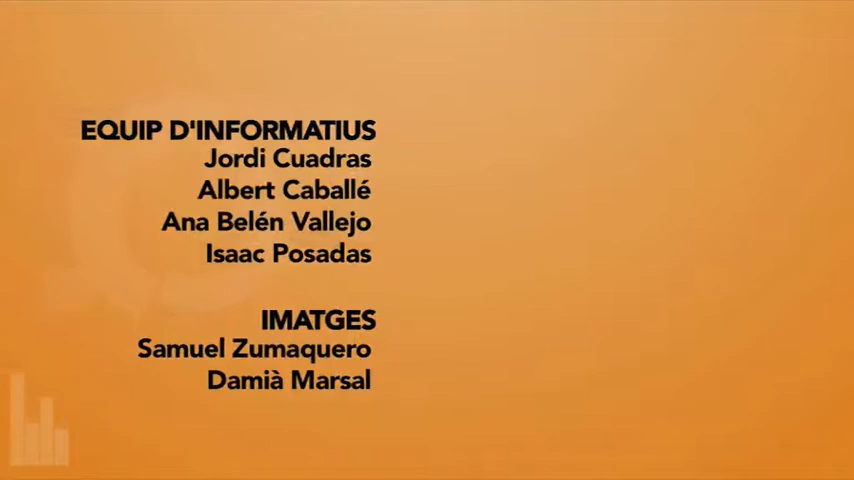 EQUIP D'INFORMATIUS
Jordi Cuadras
Albert Caballé
Ana Belén Vallejo
Isaac Posadas
IMATGES
Samuel Zumaquero
Damià Marsal